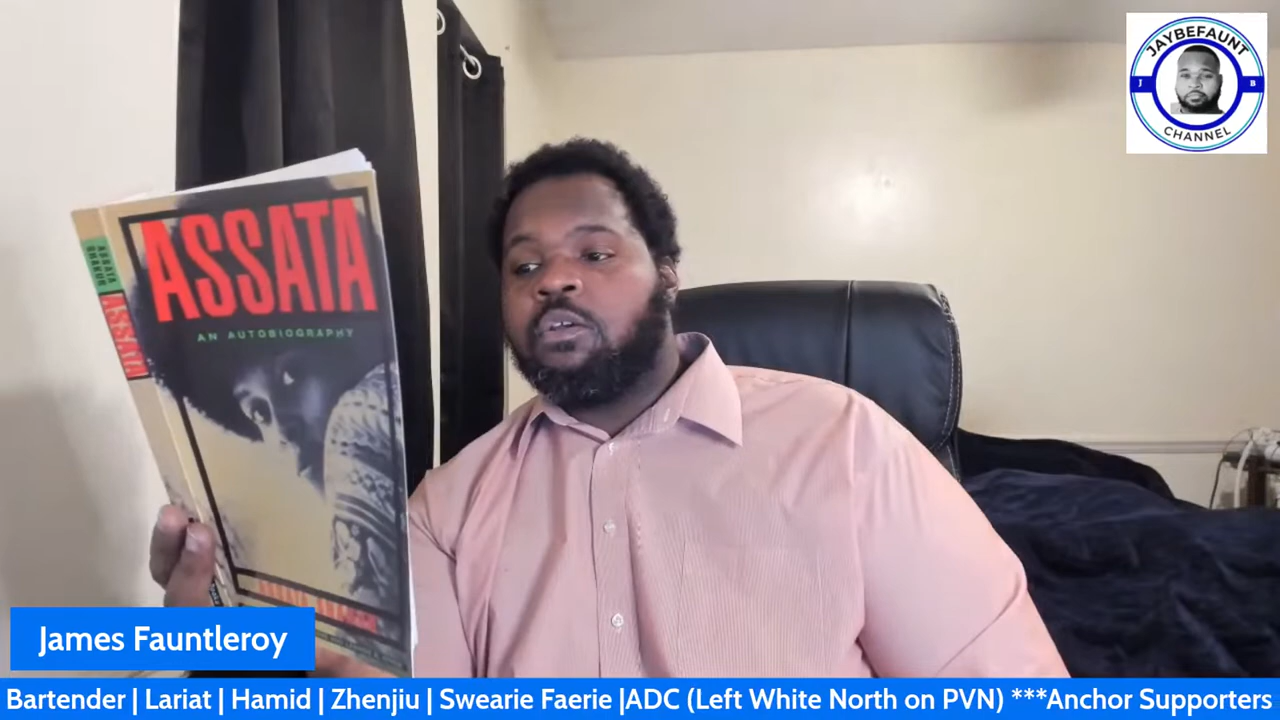 JAYBEFAUNT
J B
CHANNEL
ASSATA
AN AUTOBIOGRAPHY
ASSATA
SHAKUR
ASSATA
James Fauntleroy
Bartender | Lariat | Hamid | Zhenjiu | Swearie Faerie |ADC (Left White North on PVN) ***Anchor Supporters